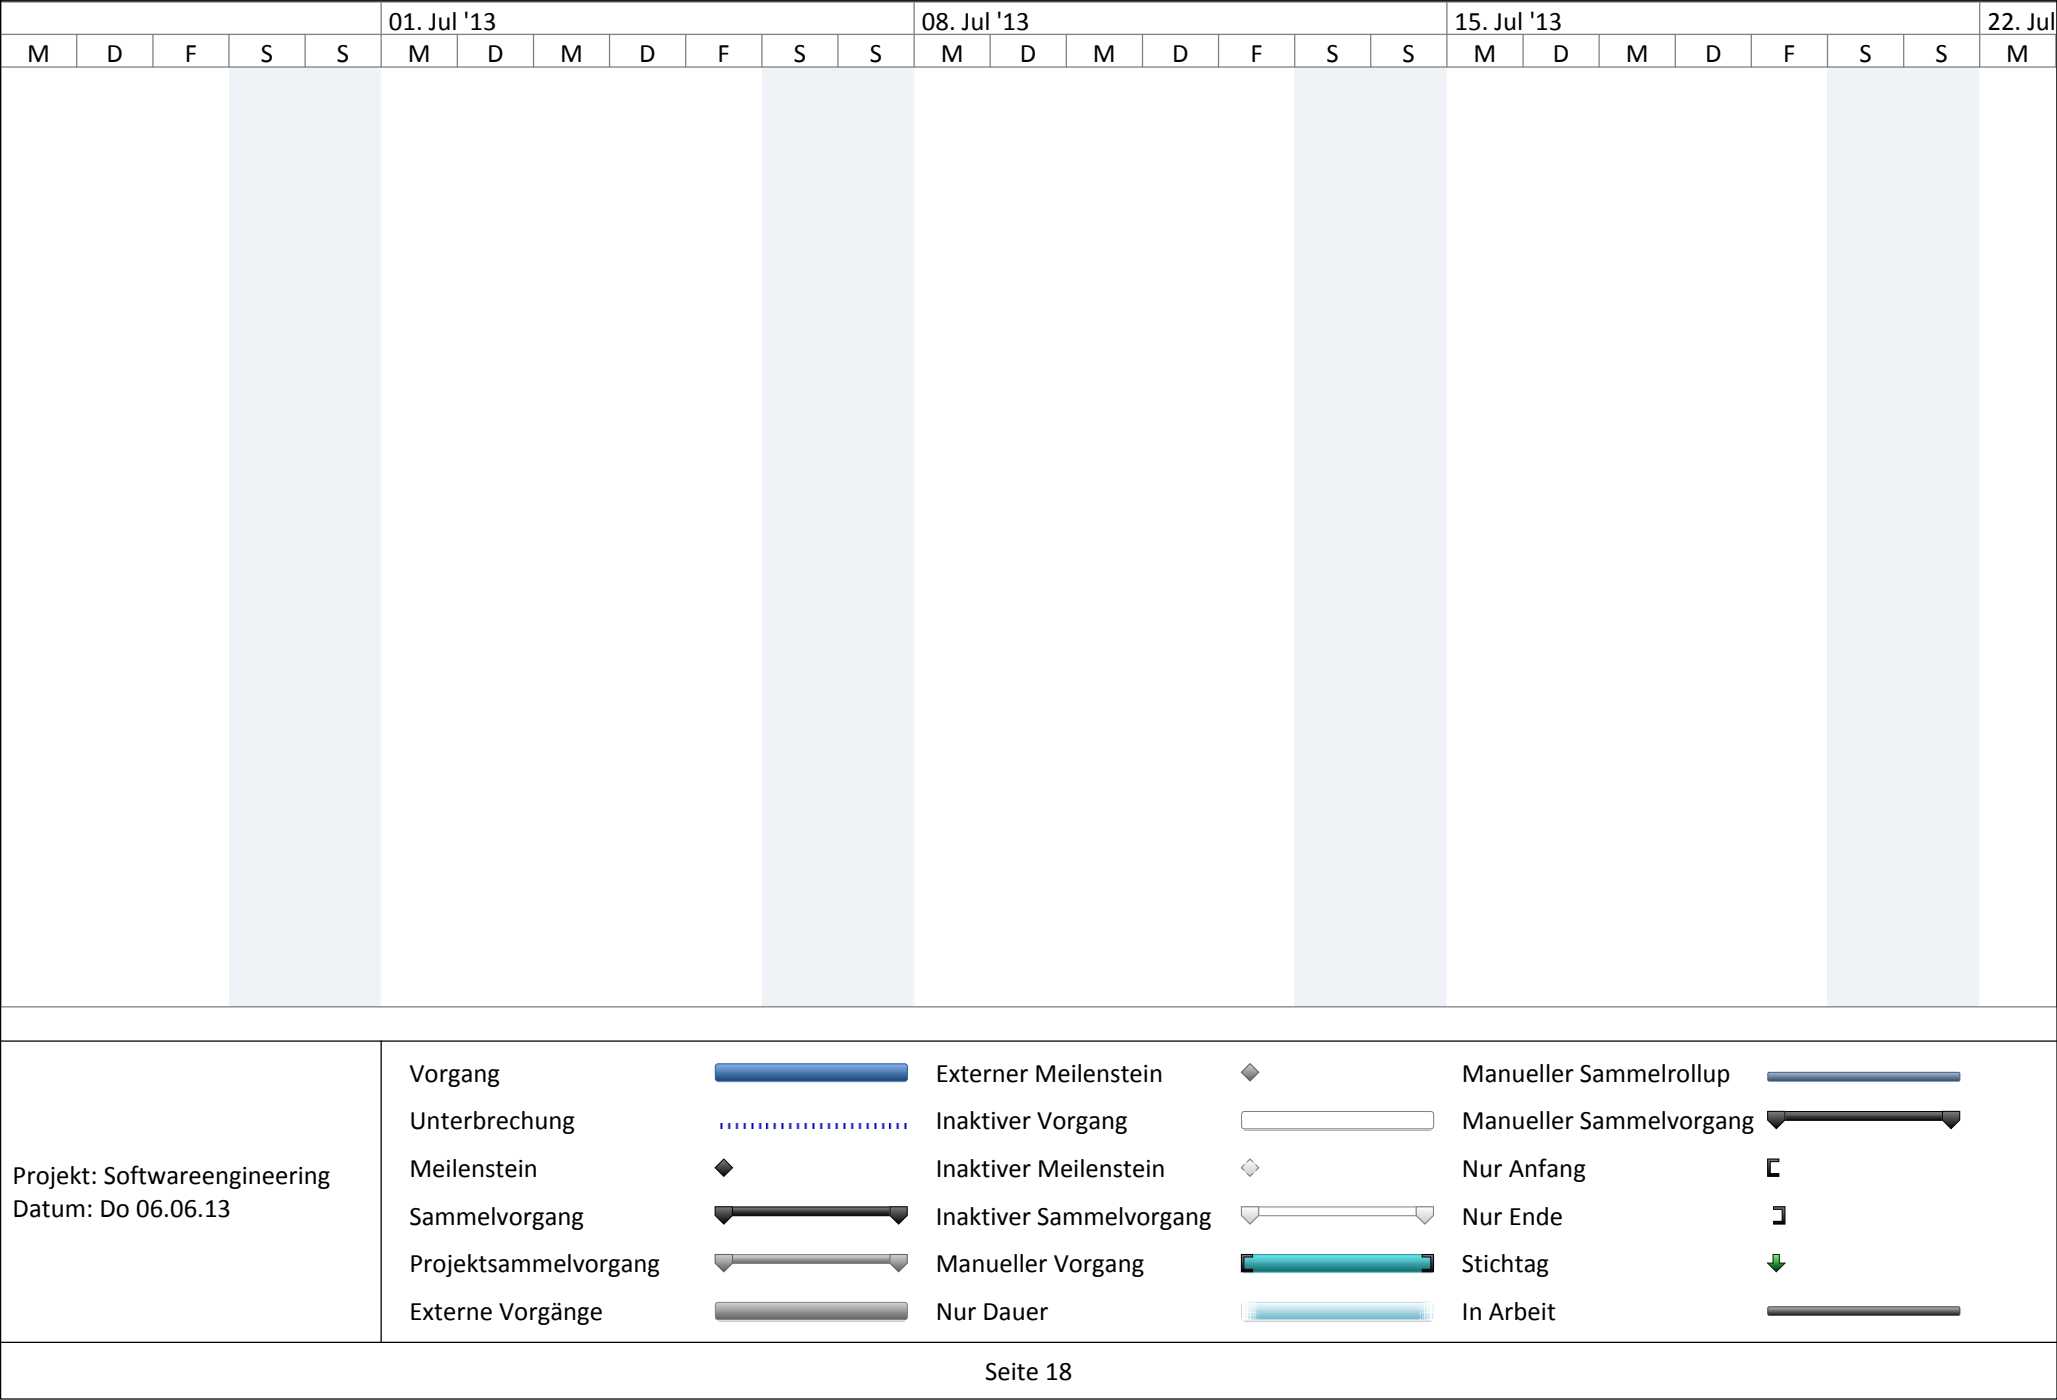 01. Jul '13 08. Jul '13 15. Jul '13 22. Jul
M D F S S M D M D F S S M D M D F S S M D M D F S S M
Vorgang Externer Meilenstein Manueller Sammelrollup
Unterbrechung Inaktiver Vorgang Manueller Sammelvorgang
Meilenstein Inaktiver Meilenstein Nur Anfang
Projekt: Softwareengineering
Datum: Do 06.06.13
Sammelvorgang Inaktiver Sammelvorgang Nur Ende
Projektsammelvorgang Manueller Vorgang Stichtag
Externe Vorgänge Nur Dauer In Arbeit
Seite 18